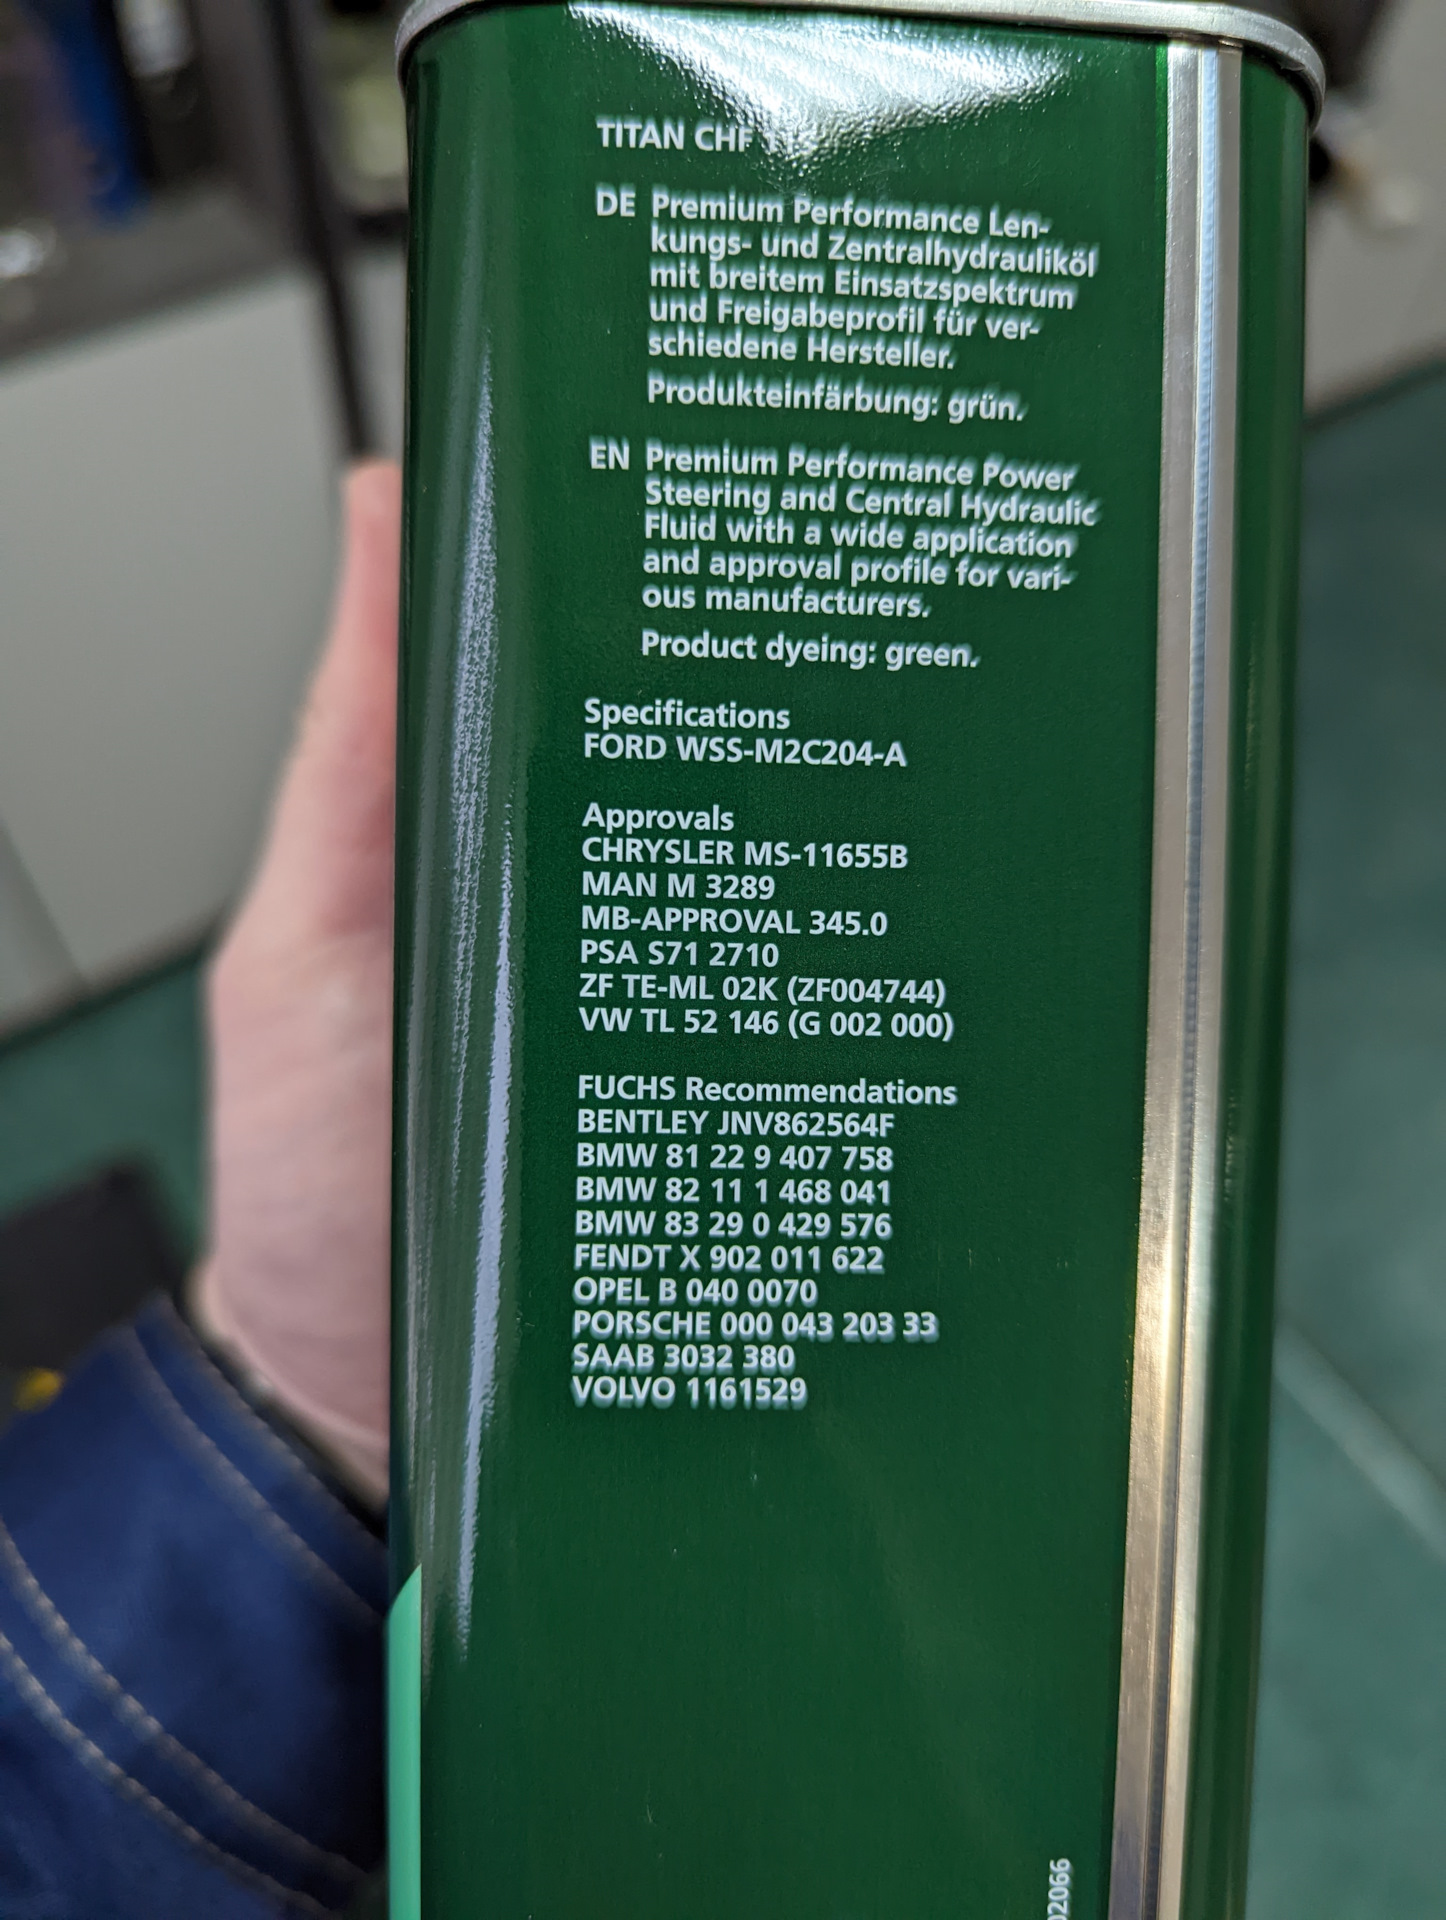 TITAN CHF
DE Premium Performance Len-
kungs- und Zentralhydrauliköl
mit breitem Einsatzspektrum
und Freigabeprofil für ver-
schiedene Hersteller.
Produkteinfärbung: grün.
EN Premium Performance Power
Steering and Central Hydraulic
Fluid with a wide application
and approval profile for vari-
ous manufacturers.
Product dyeing: green.
Specifications
FORD WSS-M2C204-A
Approvals
CHRYSLER MS-11655B
MAN M 3289
MB-APPROVAL 345.0
PSA S71 2710
ZF TE-ML 02K (ZF004744)
VW TL 52 146 (G 002 000)
FUCHS Recommendations
BENTLEY JNV862564F
BMW 81 22 9 407 758
BMW 82 11 1 468 041
BMW 83 29 0 429 576
FENDT X 902 011 622
OPEL B 040 0070
PORSCHE 000 043 203 33
SAAB 3032 380
VOLVO 1161529